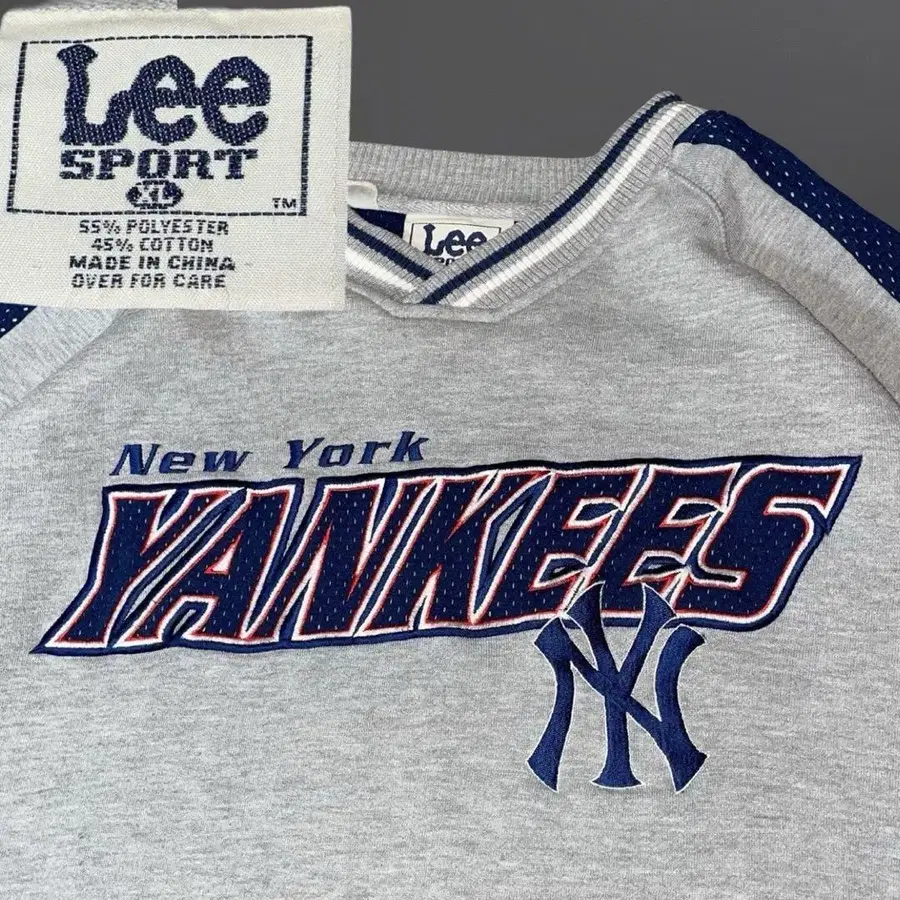 Lee
SPORT
XL
TM
55% POLYESTER
45% COTTON
MADE IN CHINA
OVER FOR CARE
Lee
New York
YANKEES
NY